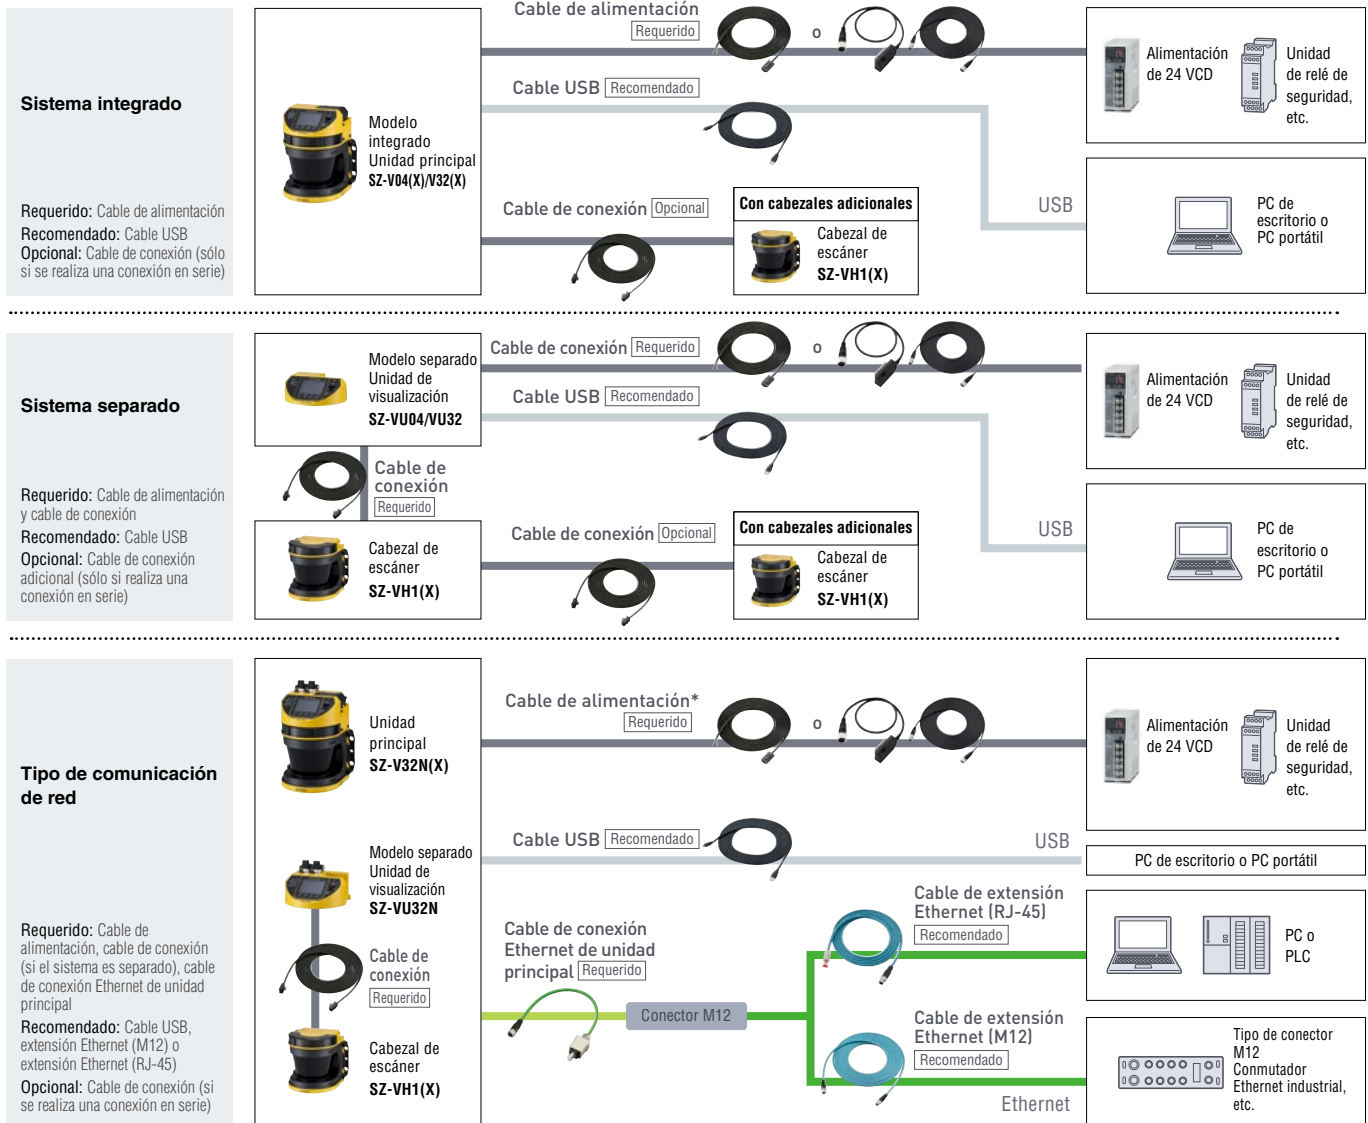 Sistema integrado
Requerido: Cable de alimentación
Recomendado: Cable USB
Opcional: Cable de conexión (sólo
si se realiza una conexión en serie)
Modelo
integrado
Unidad principal
SZ-V04(X)/V32(X)
Cable de alimentación
Requerido
o
Cable USB Recomendado
Cable de conexión Opcional
Con cabezales adicionales
Cabezal de
escáner
SZ-VH1(X)
USB
Alimentación
de 24 VCD
Unidad
de relé de
seguridad,
etc.
PC de
escritorio o
PC portátil
Sistema separado
Requerido: Cable de alimentación
y cable de conexión
Recomendado: Cable USB
Opcional: Cable de conexión
adicional (sólo si realiza una
conexión en serie)
Modelo separado
Unidad de
visualización
SZ-VU04/VU32
Cable de
conexión
Requerido
Cabezal de
escáner
SZ-VH1(X)
Cable de conexión Requerido
o
Cable USB Recomendado
Cable de conexión Opcional
Con cabezales adicionales
Cabezal de
escáner
SZ-VH1(X)
USB
Alimentación
de 24 VCD
Unidad
de relé de
seguridad,
etc.
PC de
escritorio o
PC portátil
Tipo de comunicación
de red
Requerido: Cable de
alimentación, cable de conexión
(si el sistema es separado), cable
de conexión Ethernet de unidad
principal
Recomendado: Cable USB,
extensión Ethernet (M12) o
extensión Ethernet (RJ-45)
Opcional: Cable de conexión (si
se realiza una conexión en serie)
Unidad
principal
SZ-V32N(X)
Modelo separado
Unidad de
visualización
SZ-VU32N
Cable de
conexión
Requerido
Cabezal de
escáner
SZ-VH1(X)
Cable de alimentación*
Requerido
o
Cable USB Recomendado
USB
Cable de conexión
Ethernet de unidad
principal Requerido
Conector M12
Cable de extensión
Ethernet (RJ-45)
Recomendado
Cable de extensión
Ethernet (M12)
Recomendado
Ethernet
Alimentación
de 24 VCD
Unidad
de relé de
seguridad,
etc.
PC de escritorio o PC portátil
PC o
PLC
Tipo de conector
M12
Conmutador
Ethernet industrial,
etc.